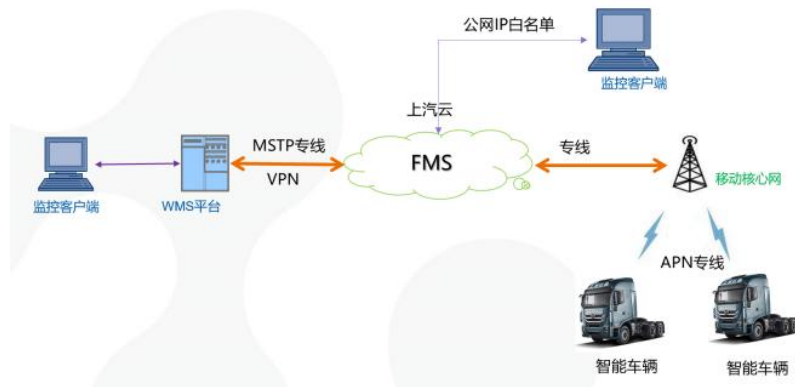 公网IP白名单
监控客户端
上汽云
MSTP专线
FMS
专线
VPN
移动核心网
监控客户端
WMS平台
APN专线
智能车辆
智能车辆